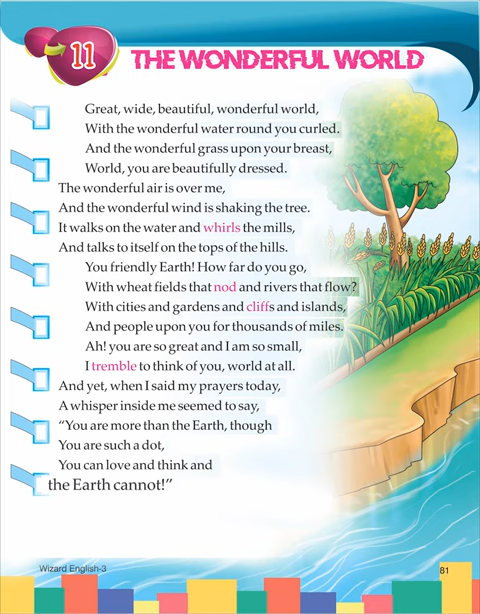 11
THE WONDERFUL WORLD
Great, wide, beautiful, wonderful world,
With the wonderful water round you curled.
And the wonderful grass upon your breast,
World, you are beautifully dressed.
The wonderful air is over me,
And the wonderful wind is shaking the tree.
It walks on the water and whirls the mills,
And talks to itself on the tops of the hills.
You friendly Earth! How far do you go,
With wheat fields that nod and rivers that flow?
With cities and gardens and cliffs and islands,
And people upon you for thousands of miles.
Ah! you are so great and I am so small,
I tremble to think of you, world at all.
And yet, when I said my prayers today,
A whisper inside me seemed to say,
“You are more than the Earth, though
You are such a dot,
You can love and think and
the Earth cannot!”
Wizard English-3
81